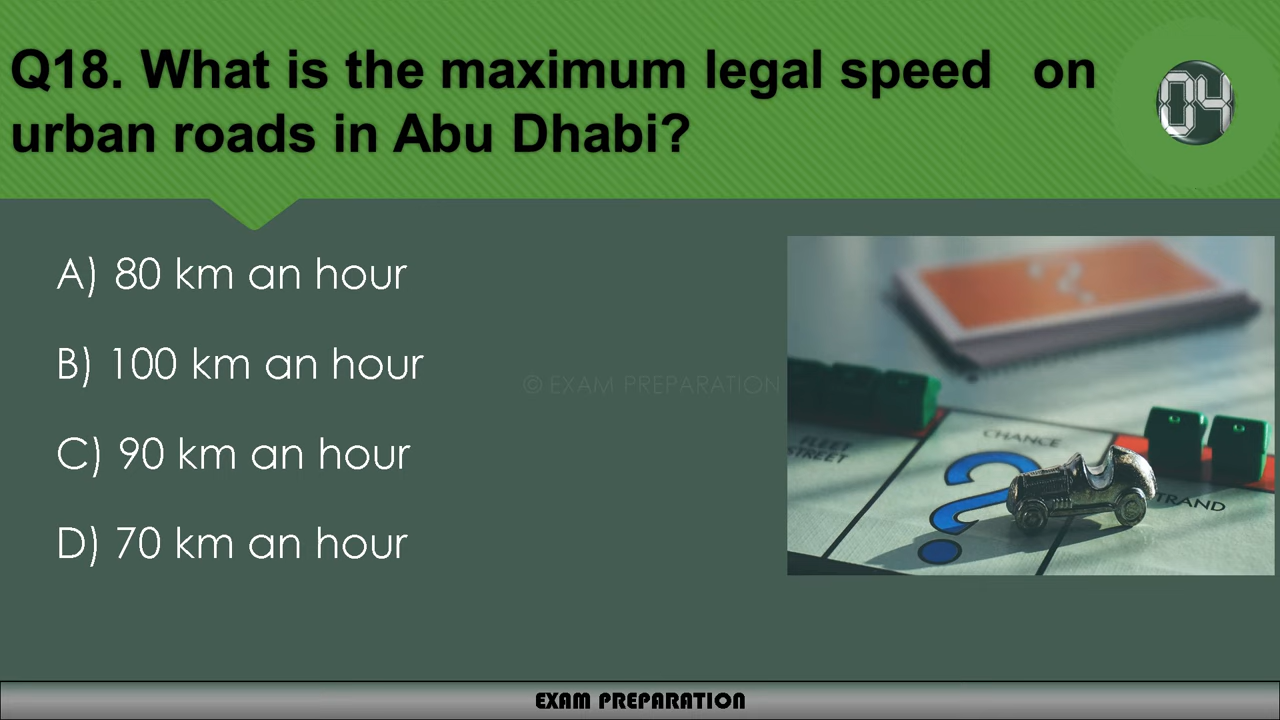 Q18. What is the maximum legal speed on
urban roads in Abu Dhabi?
04
A) 80 km an hour
B) 100 km an hour
C) 90 km an hour
D) 70 km an hour
© EXAM PREPARATION
FLEET
STREET
CHANCE
TRAND
EXAM PREPARATION